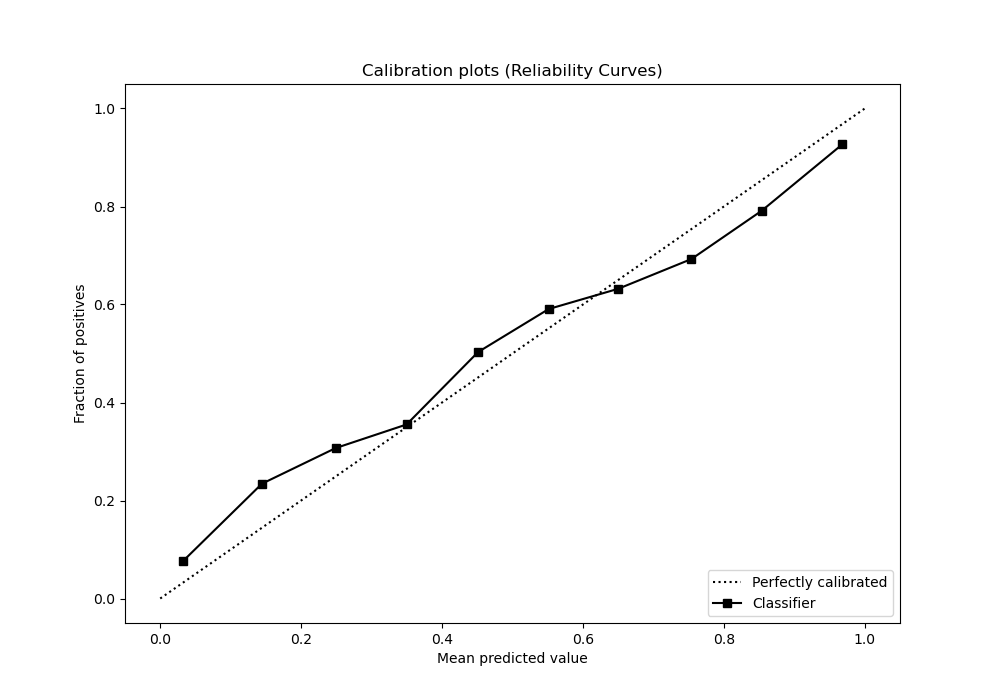 Calibration plots (Reliability Curves)
Fraction of positives
1.0
0.8
0.6
0.4
0.2
0.0
0.0 0.2 0.4 0.6 0.8 1.0
Mean predicted value
Perfectly calibrated
Classifier